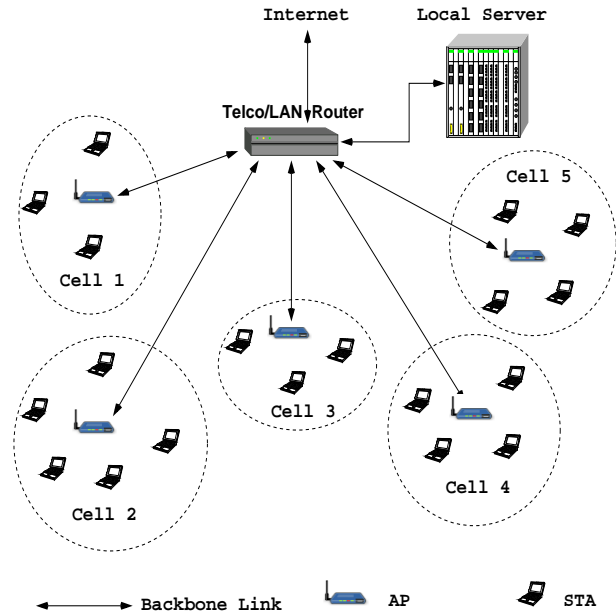 Internet
Local Server
Telco/LAN Router
Cell 5
Cell 1
Cell 3
Cell 4
Cell 2
Backbone Link
AP
STA